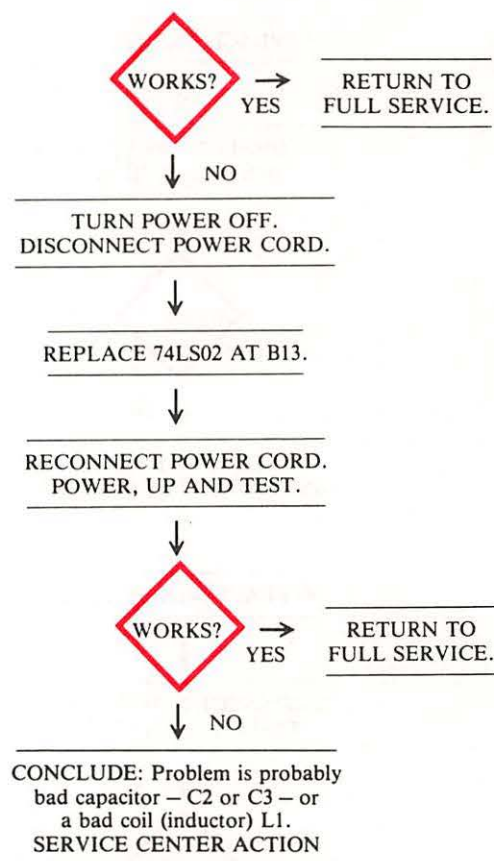 WORKS?
YES
RETURN TO
FULL SERVICE.
NO
TURN POWER OFF.
DISCONNECT POWER CORD.
REPLACE 74LS02 AT B13.
RECONNECT POWER CORD.
POWER, UP AND TEST.
WORKS?
YES
RETURN TO
FULL SERVICE.
NO
CONCLUDE: Problem is probably
bad capacitor – C2 or C3 – or
a bad coil (inductor) L1.
SERVICE CENTER ACTION